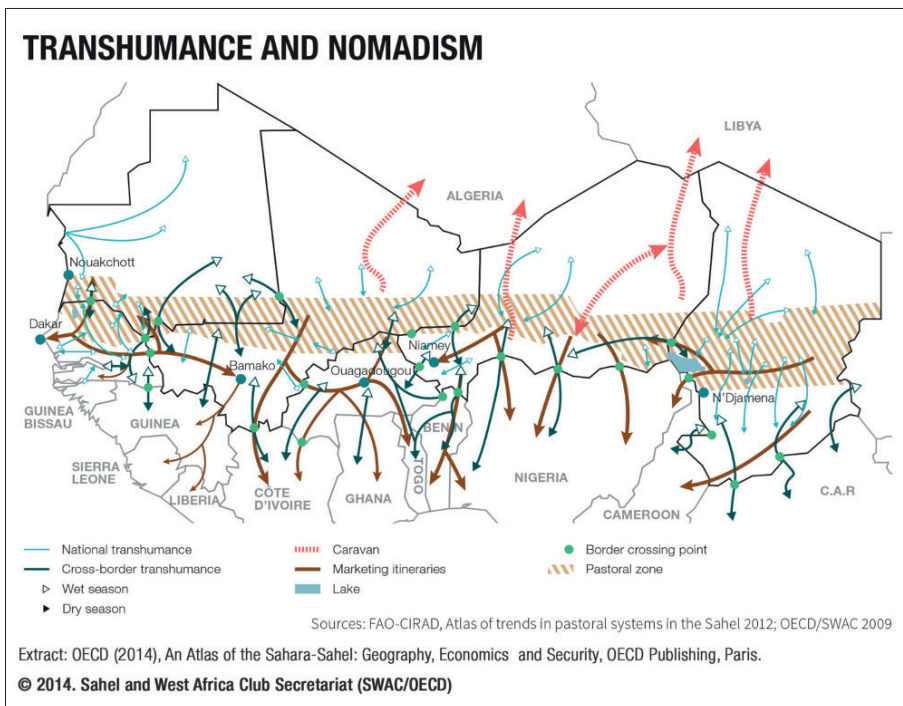 TRANSHUMANCE AND NOMADISM
LIBYA
ALGERIA
Nouakchott
Dakar
Niamey
Bamako
Ouagadougou
N'Djamena
GUINEA
BISSAU
GUINEA
BENIN
SIERRA
LEONE
TOGO
NIGERIA
LIBERIA
CÔTE
D'IVOIRE
GHANA
C.A.R
CAMEROON
National transhumance
Cross-border transhumance
Wet season
Dry season
Caravan
Marketing itineraries
Lake
Border crossing point
Pastoral zone
Sources: FAO-CIRAD, Atlas of trends in pastoral systems in the Sahel 2012; OECD/SWAC 2009
Extract: OECD (2014), An Atlas of the Sahara-Sahel: Geography, Economics and Security, OECD Publishing, Paris.
© 2014. Sahel and West Africa Club Secretariat (SWAC/OECD)